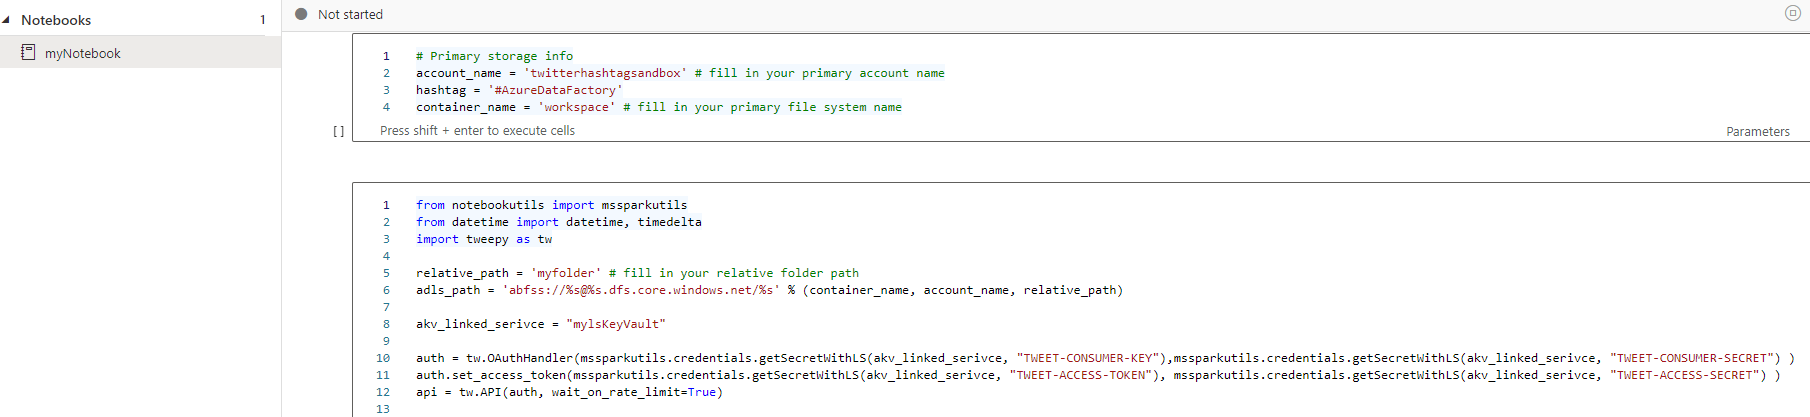 Notebooks 1
myNotebook
Not started
1 # Primary storage info
2 account_name = 'twitterhashtagsandbox' # fill in your primary account name
3 hashtag = '#AzureDataFactory'
4 container_name = 'workspace' # fill in your primary file system name
[ ] Press shift + enter to execute cells
Parameters
1 from notebookutils import mssparkutils
2 from datetime import datetime, timedelta
3 import tweepy as tw
4
5 relative_path = 'myfolder' # fill in your relative folder path
6 adls_path = 'abfss://%s@%s.dfs.core.windows.net/%s' % (container_name, account_name, relative_path)
7
8 akv_linked_serivce = "mylsKeyVault"
9
10 auth = tw.OAuthHandler(mssparkutils.credentials.getSecretWithLS(akv_linked_serivce, "TWEET-CONSUMER-KEY"),mssparkutils.credentials.getSecretWithLS(akv_linked_serivce, "TWEET-CONSUMER-SECRET") )
11 auth.set_access_token(mssparkutils.credentials.getSecretWithLS(akv_linked_serivce, "TWEET-ACCESS-TOKEN"), mssparkutils.credentials.getSecretWithLS(akv_linked_serivce, "TWEET-ACCESS-SECRET") )
12 api = tw.API(auth, wait_on_rate_limit=True)
13